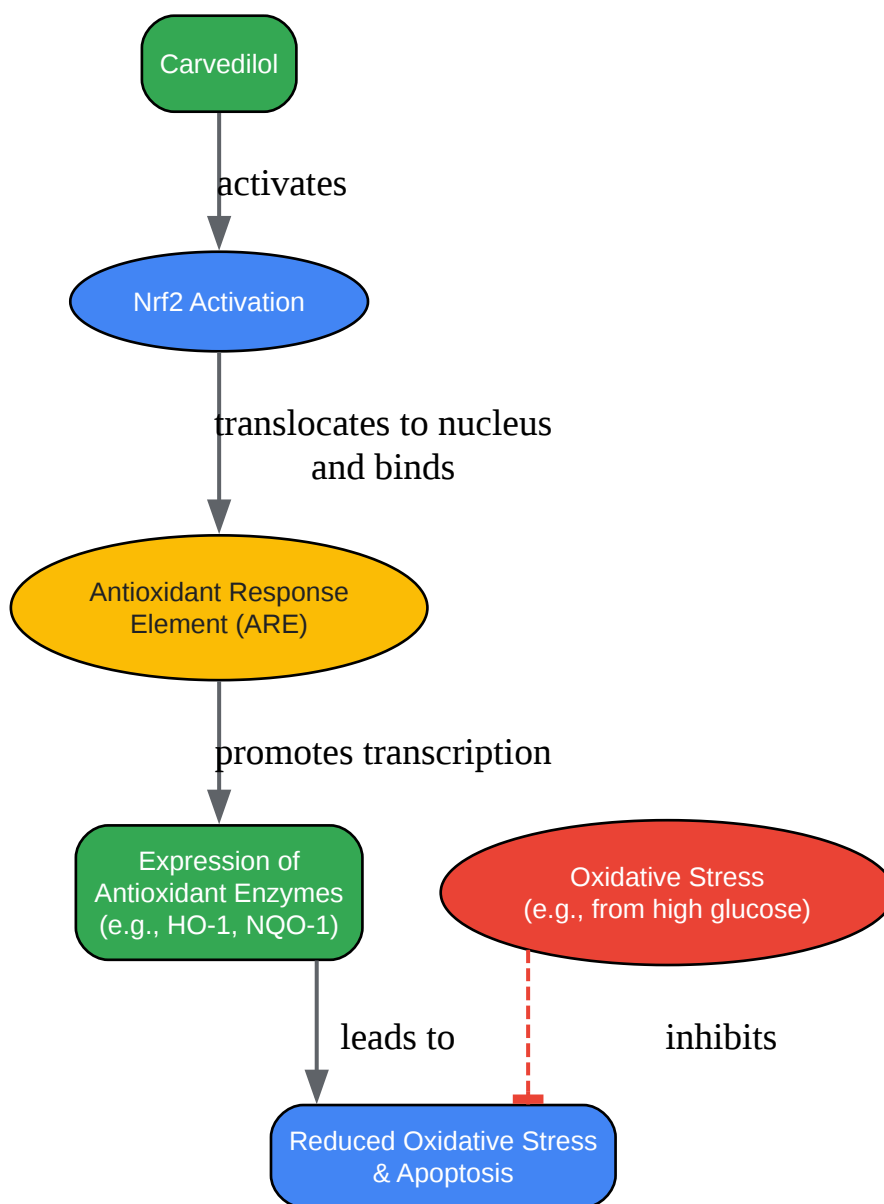 Carvedilol
activates
Nrf2 Activation
translocates to nucleus
and binds
Antioxidant Response
Element (ARE)
promotes transcription
Expression of
Antioxidant Enzymes
(e.g., HO-1, NQO-1)
Oxidative Stress
(e.g., from high glucose)
leads to
inhibits
Reduced Oxidative Stress
& Apoptosis